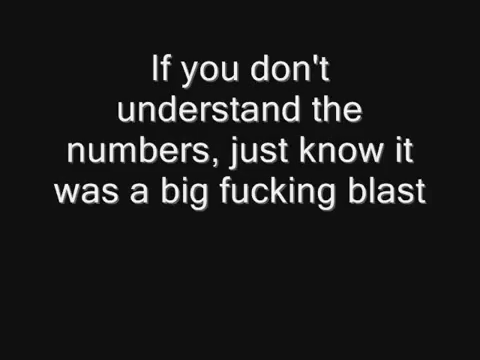 If you don't
understand the
numbers, just know it
was a big fucking blast